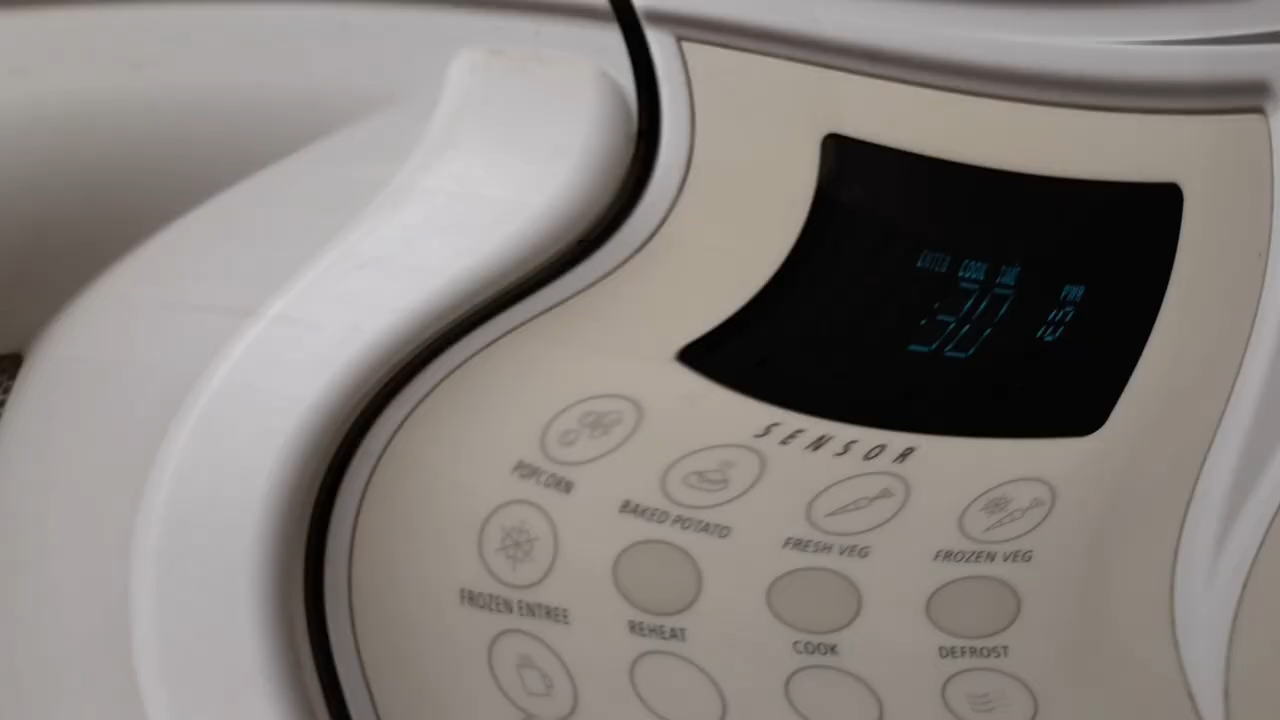 ENTER COOK TIME
:30
PWR
10
SENSOR
POPCORN
BAKED POTATO
FRESH VEG
FROZEN VEG
FROZEN ENTREE
REHEAT
COOK
DEFROST